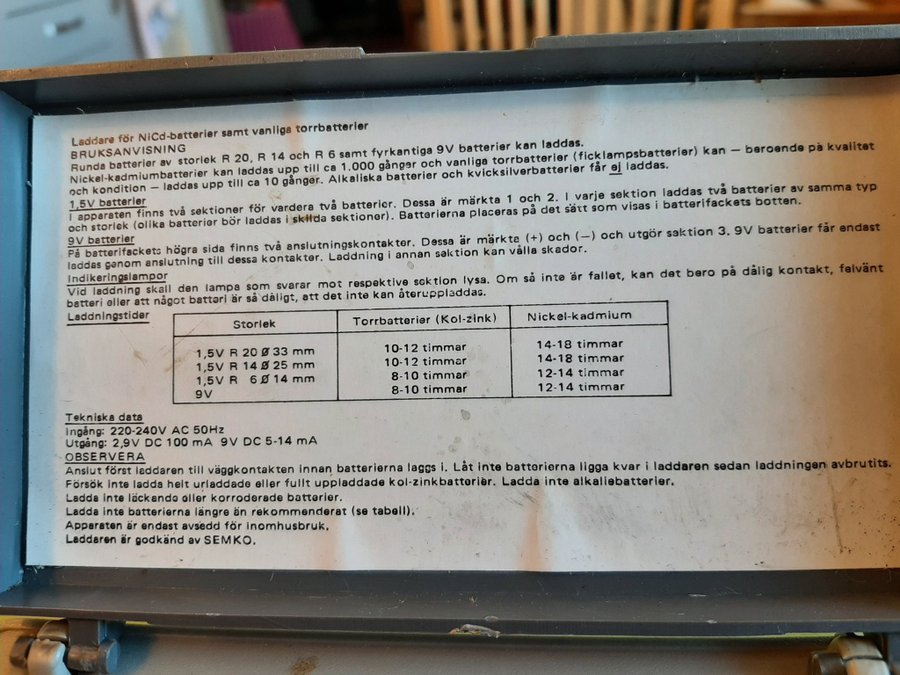 Laddare för NiCd-batterier samt vanliga torrbatterier
BRUKSANVISNING
Runda batterier av storlek R 20, R 14 och R 6 samt fyrkantiga 9V batterier kan laddas.
Nickel-kadmiumbatterier kan laddas upp till ca 1.000 gånger och vanliga torrbatterier (ficklampsbatterier) kan – beroende på kvalitet
och kondition – laddas upp till ca 10 gånger. Alkaliska batterier och kvicksilverbatterier får ej laddas.
1,5V batterier
I apparaten finns två sektioner för vardera två batterier. Dessa är märkta 1 och 2. I varje sektion laddas två batterier av samma typ
och storlek (olika batterier bör laddas i skilda sektioner). Batterierna placeras på det sätt som visas i batterifackets botten.
9V batterier
På batterifackets högra sida finns två anslutningskontakter. Dessa är märkta (+) och (–) och utgör sektion 3. 9V batterier får endast
laddas genom anslutning till dessa kontakter. Laddning i annan sektion kan vålla skador.
Indikeringslampor
Vid laddning skall den lampa som svarar mot respektive sektion lysa. Om så inte är fallet, kan det bero på dålig kontakt, felvänt
batteri eller att något batteri är så dåligt, att det inte kan återuppladdas.
Laddningstider
Storlek Torrbatterier (Kol-zink) Nickel-kadmium
1,5V R 20 Ø 33 mm 10-12 timmar 14-18 timmar
1,5V R 14 Ø 25 mm 10-12 timmar 14-18 timmar
1,5V R 6 Ø 14 mm 8-10 timmar 12-14 timmar
9V 8-10 timmar 12-14 timmar
Tekniska data
Ingång: 220-240V AC 50Hz
Utgång: 2,9V DC 100 mA 9V DC 5-14 mA
OBSERVERA
Anslut först laddaren till väggkontakten innan batterierna läggs i. Låt inte batterierna ligga kvar i laddaren sedan laddningen avbrutits.
Försök inte ladda helt urladdade eller fullt uppladdade kol-zinkbatterier. Ladda inte alkaliebatterier.
Ladda inte läckande eller korroderade batterier.
Ladda inte batterierna längre än rekommenderat (se tabell).
Apparaten är endast avsedd för inomhusbruk.
Laddaren är godkänd av SEMKO.